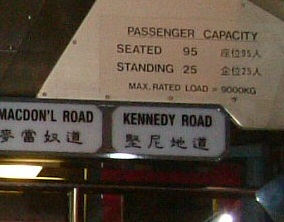 PASSENGER CAPACITY
SEATED 95 座位95人
STANDING 25 企位25人
MAX. RATED LOAD = 9000KG
MACDON'L ROAD
麥當奴道
KENNEDY ROAD
堅尼地道